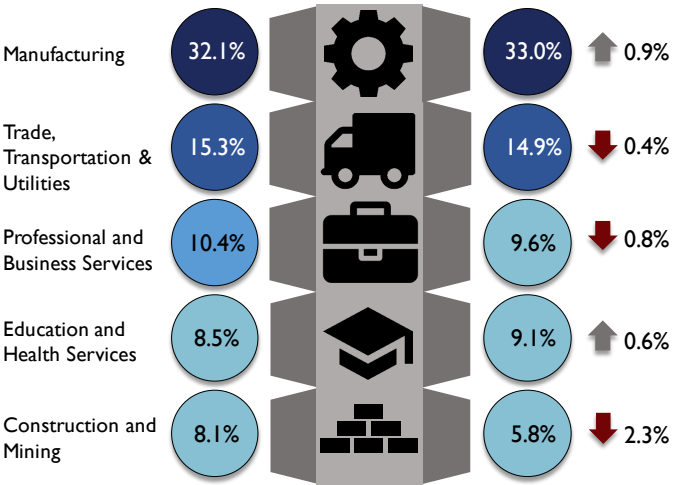 Manufacturing
32.1%
33.0%
0.9%
Trade,
Transportation &
Utilities
15.3%
14.9%
0.4%
Professional and
Business Services
10.4%
9.6%
0.8%
Education and
Health Services
8.5%
9.1%
0.6%
Construction and
Mining
8.1%
5.8%
2.3%